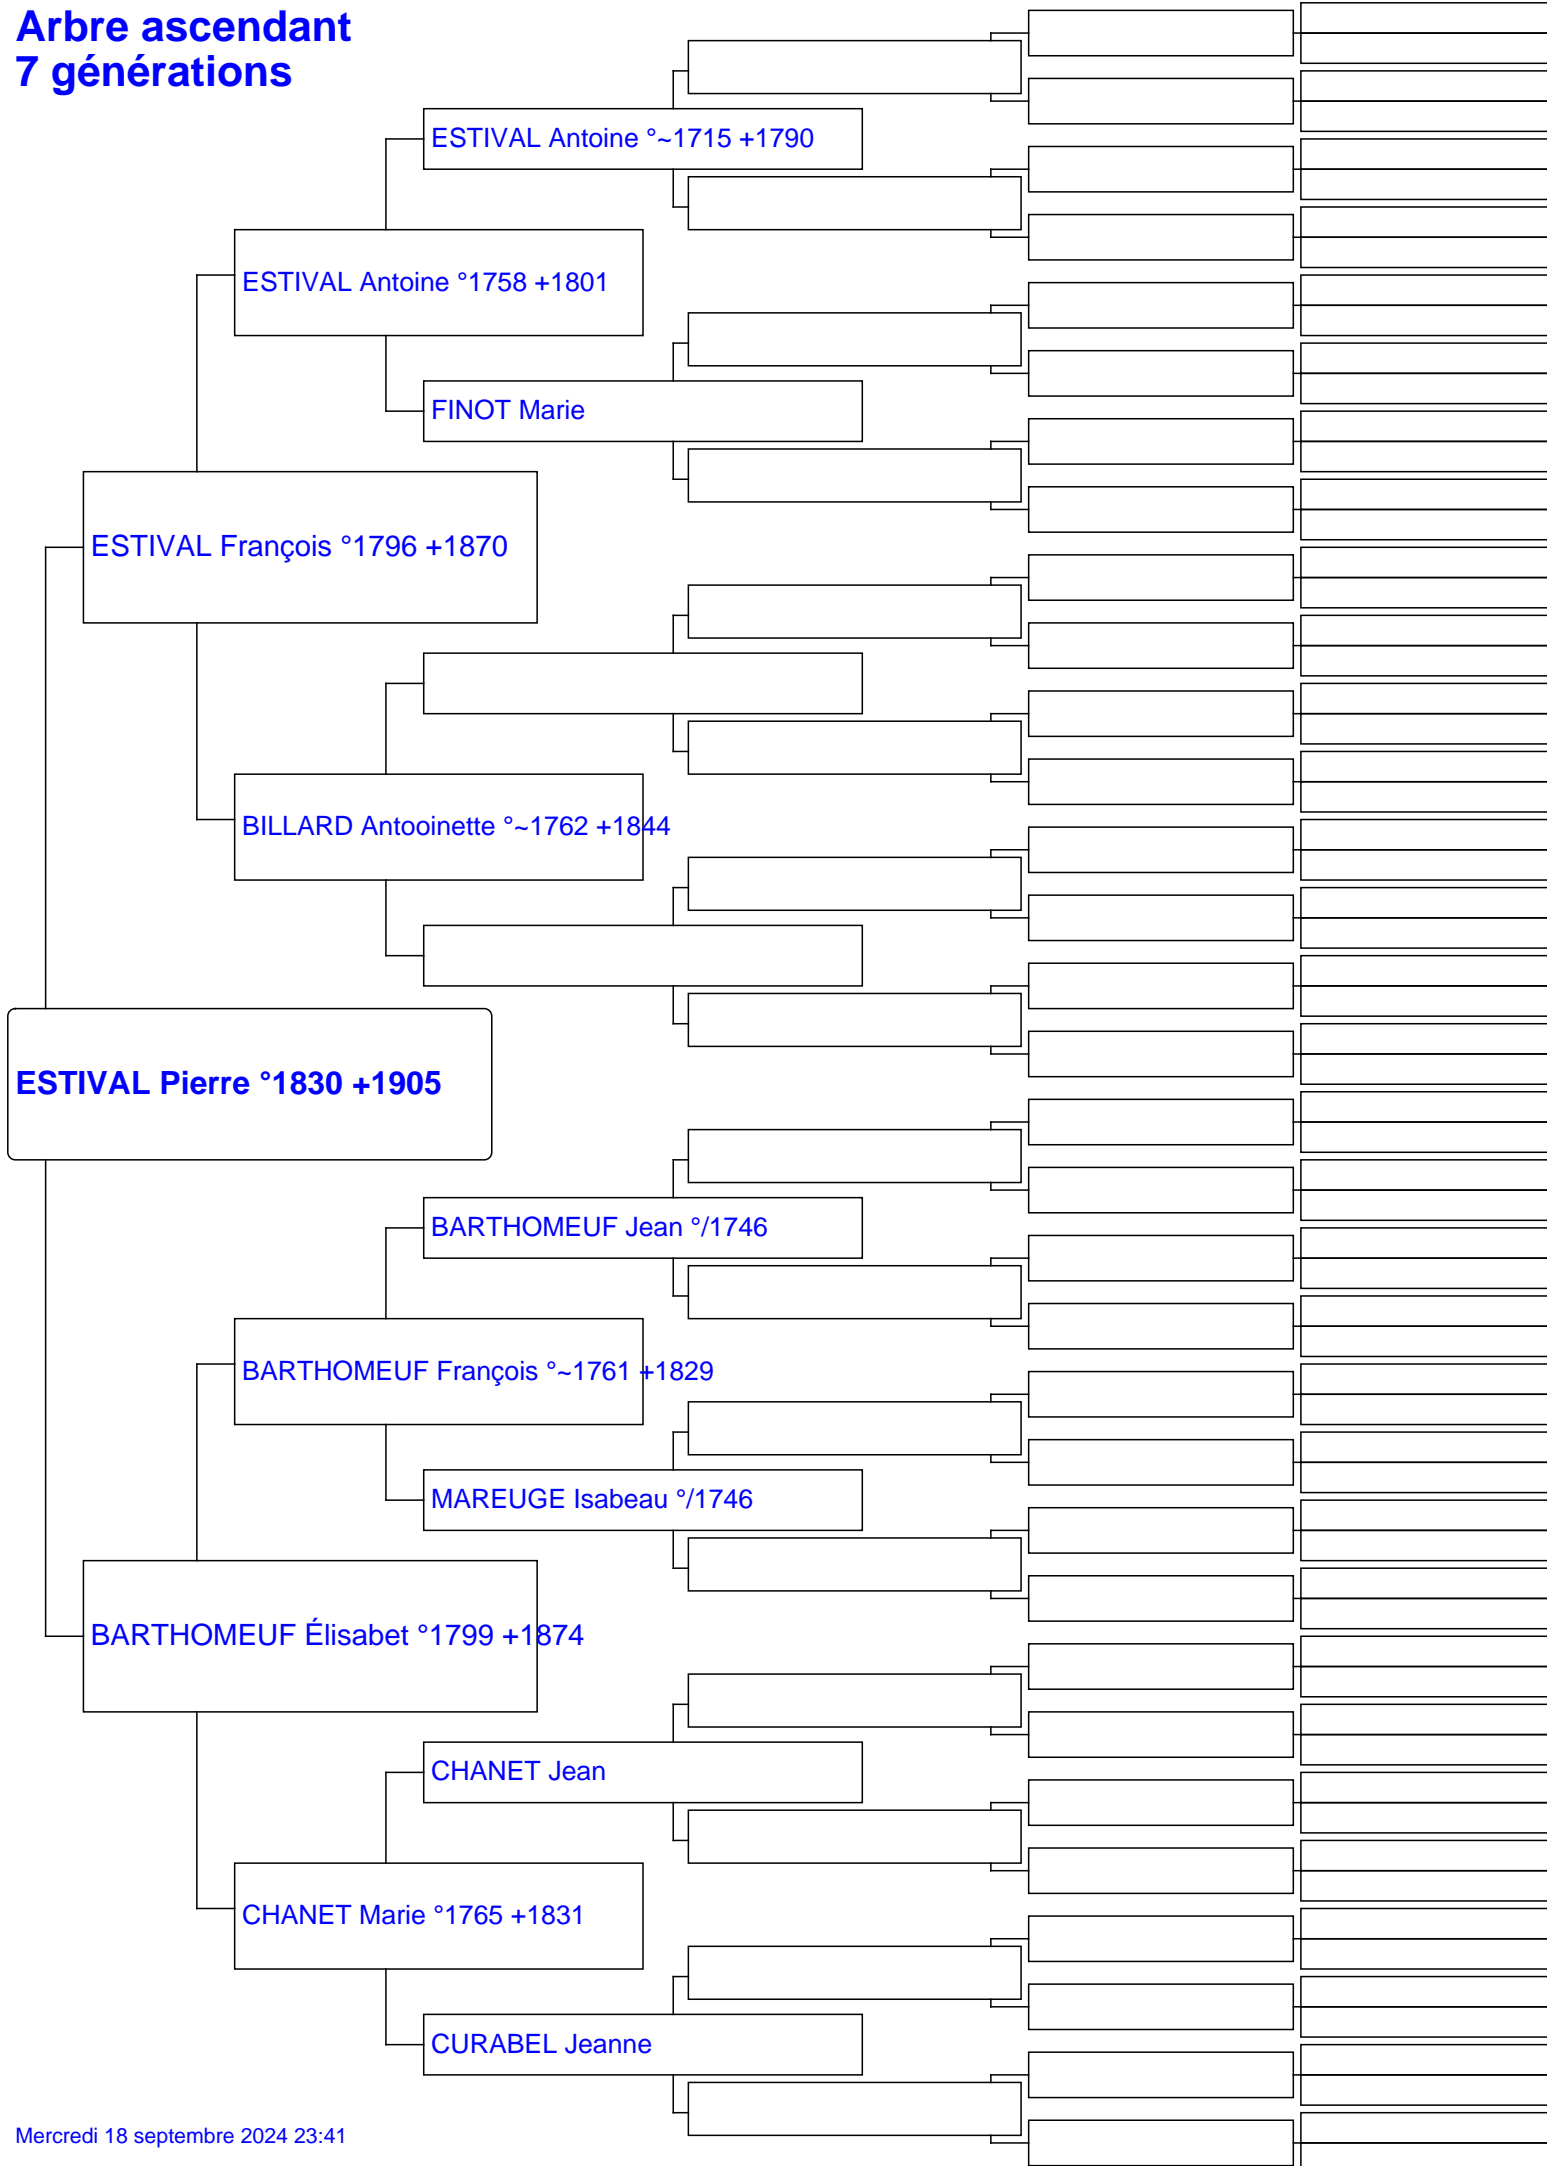 Arbre ascendant
7 générations
ESTIVAL Antoine °~1715 +1790
ESTIVAL Antoine °1758 +1801
FINOT Marie
ESTIVAL François °1796 +1870
BILLARD Antooinette °~1762 +1844
ESTIVAL Pierre °1830 +1905
BARTHOMEUF Jean °/1746
BARTHOMEUF François °~1761 +1829
MAREUGE Isabeau °/1746
BARTHOMEUF Élisabet °1799 +1874
CHANET Jean
CHANET Marie °1765 +1831
CURABEL Jeanne
Mercredi 18 septembre 2024 23:41